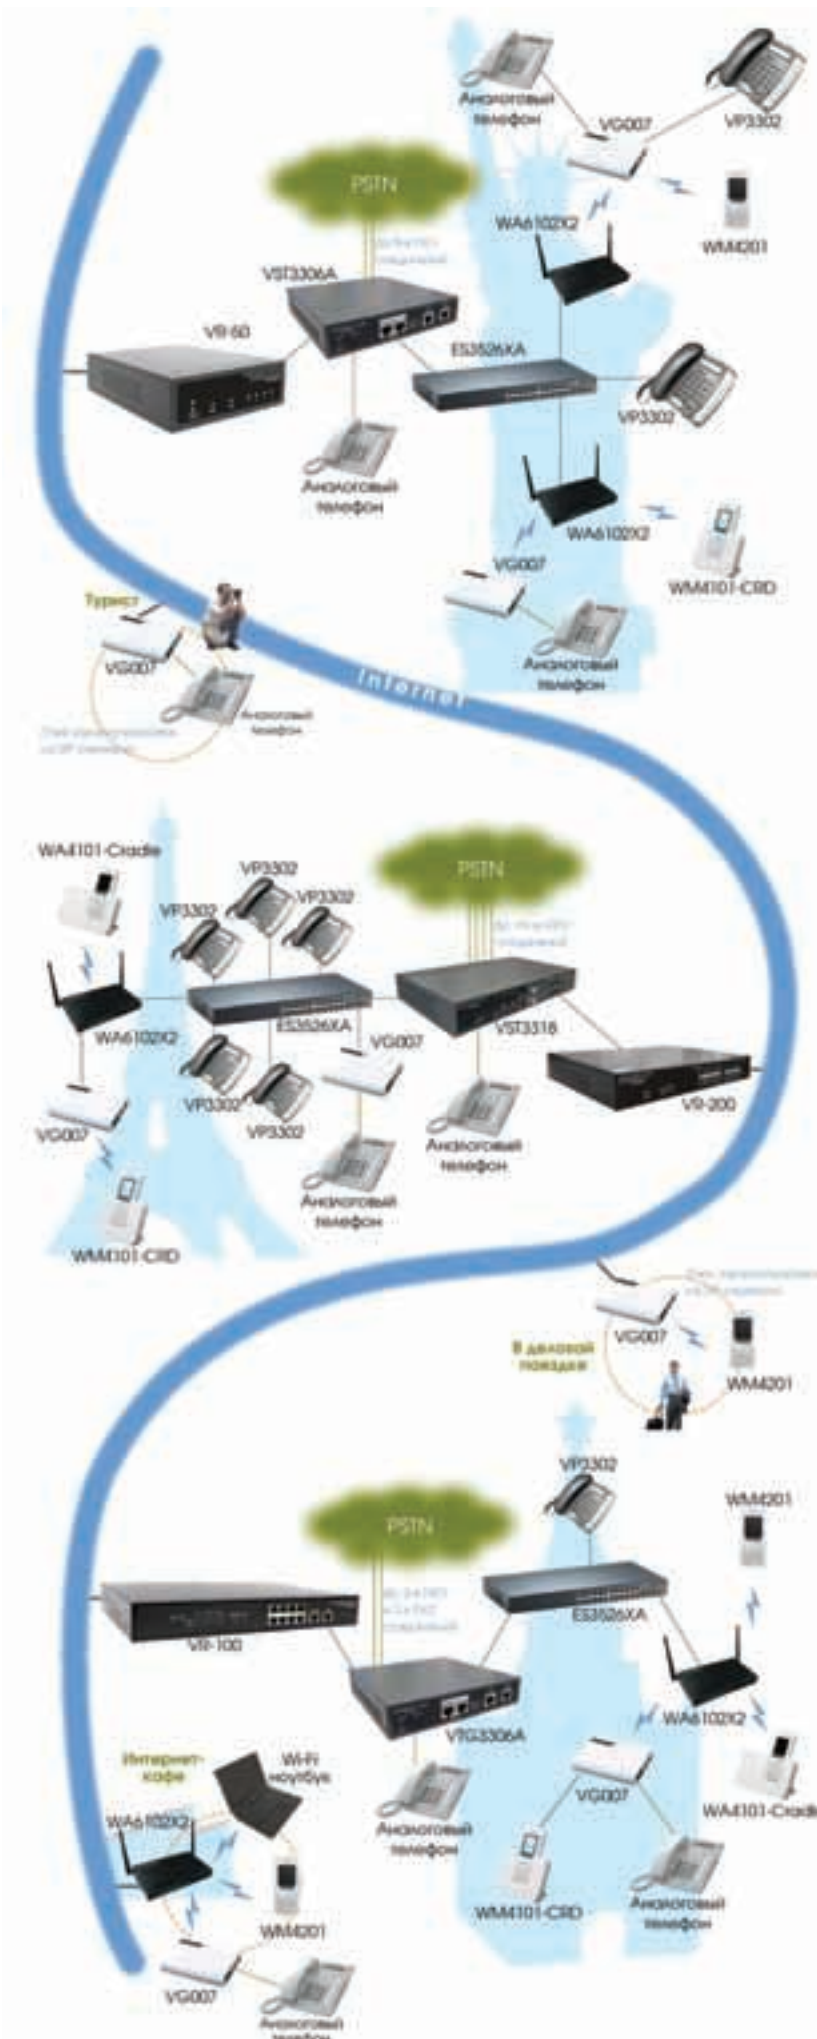 Аналоговый
телефон
VG007
VP3302
PSTN
WA6102X2
WM4201
VST3306A
VR-60
ES3526XA
VP3302
Аналоговый
телефон
WA6102X2
VG007
WM4101-CRD
Аналоговый
телефон
Турист
VG007
Аналоговый
телефон
Internet
WA4101-Cradle
VP3302
VP3302
VP3302
PSTN
WA6102X2
ES3526XA
VST3318
VG007
VP3302
VP3302
VR-200
VG007
Аналоговый
телефон
Аналоговый
телефон
WM4101-CRD
VG007
В деловой
поездке
WM4201
VP3302
WM4201
PSTN
ES3526XA
VR-100
WA6102X2
VTG3306A
Интернет-
кафе
Wi-Fi
ноутбук
VG007
WA4101-Cradle
WA6102X2
Аналоговый
телефон
WM4101-CRD
Аналоговый
телефон
WM4201
VG007
Аналоговый
телефон